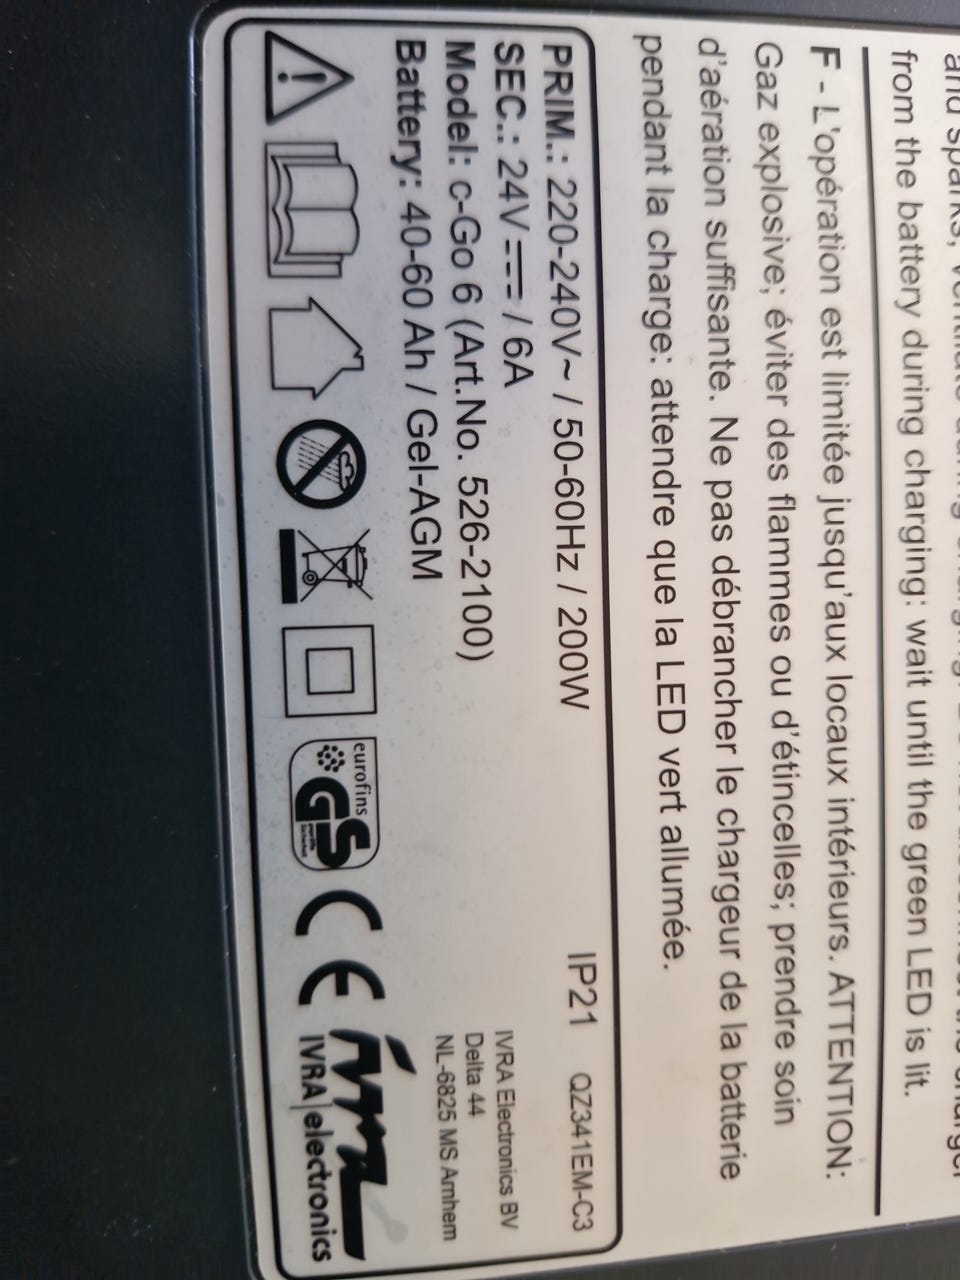 from the battery during charging: wait until the green LED is lit.
F - L'opération est limitée jusqu'aux locaux intérieurs. ATTENTION:
Gaz explosive; éviter des flammes ou d'étincelles; prendre soin
d'aération suffisante. Ne pas débrancher le chargeur de la batterie
pendant la charge: attendre que la LED vert allumée.
PRIM.: 220-240V~ / 50-60Hz / 200W
IP21 QZ341EM-C3
SEC.: 24V⎓ / 6A
Model: c-Go 6 (Art.No. 526-2100)
Battery: 40-60 Ah / Gel-AGM
IVRA Electronics BV
Delta 44
NL-6825 MS Arnhem
eurofins
GS
CE
ivra
IVRA electronics